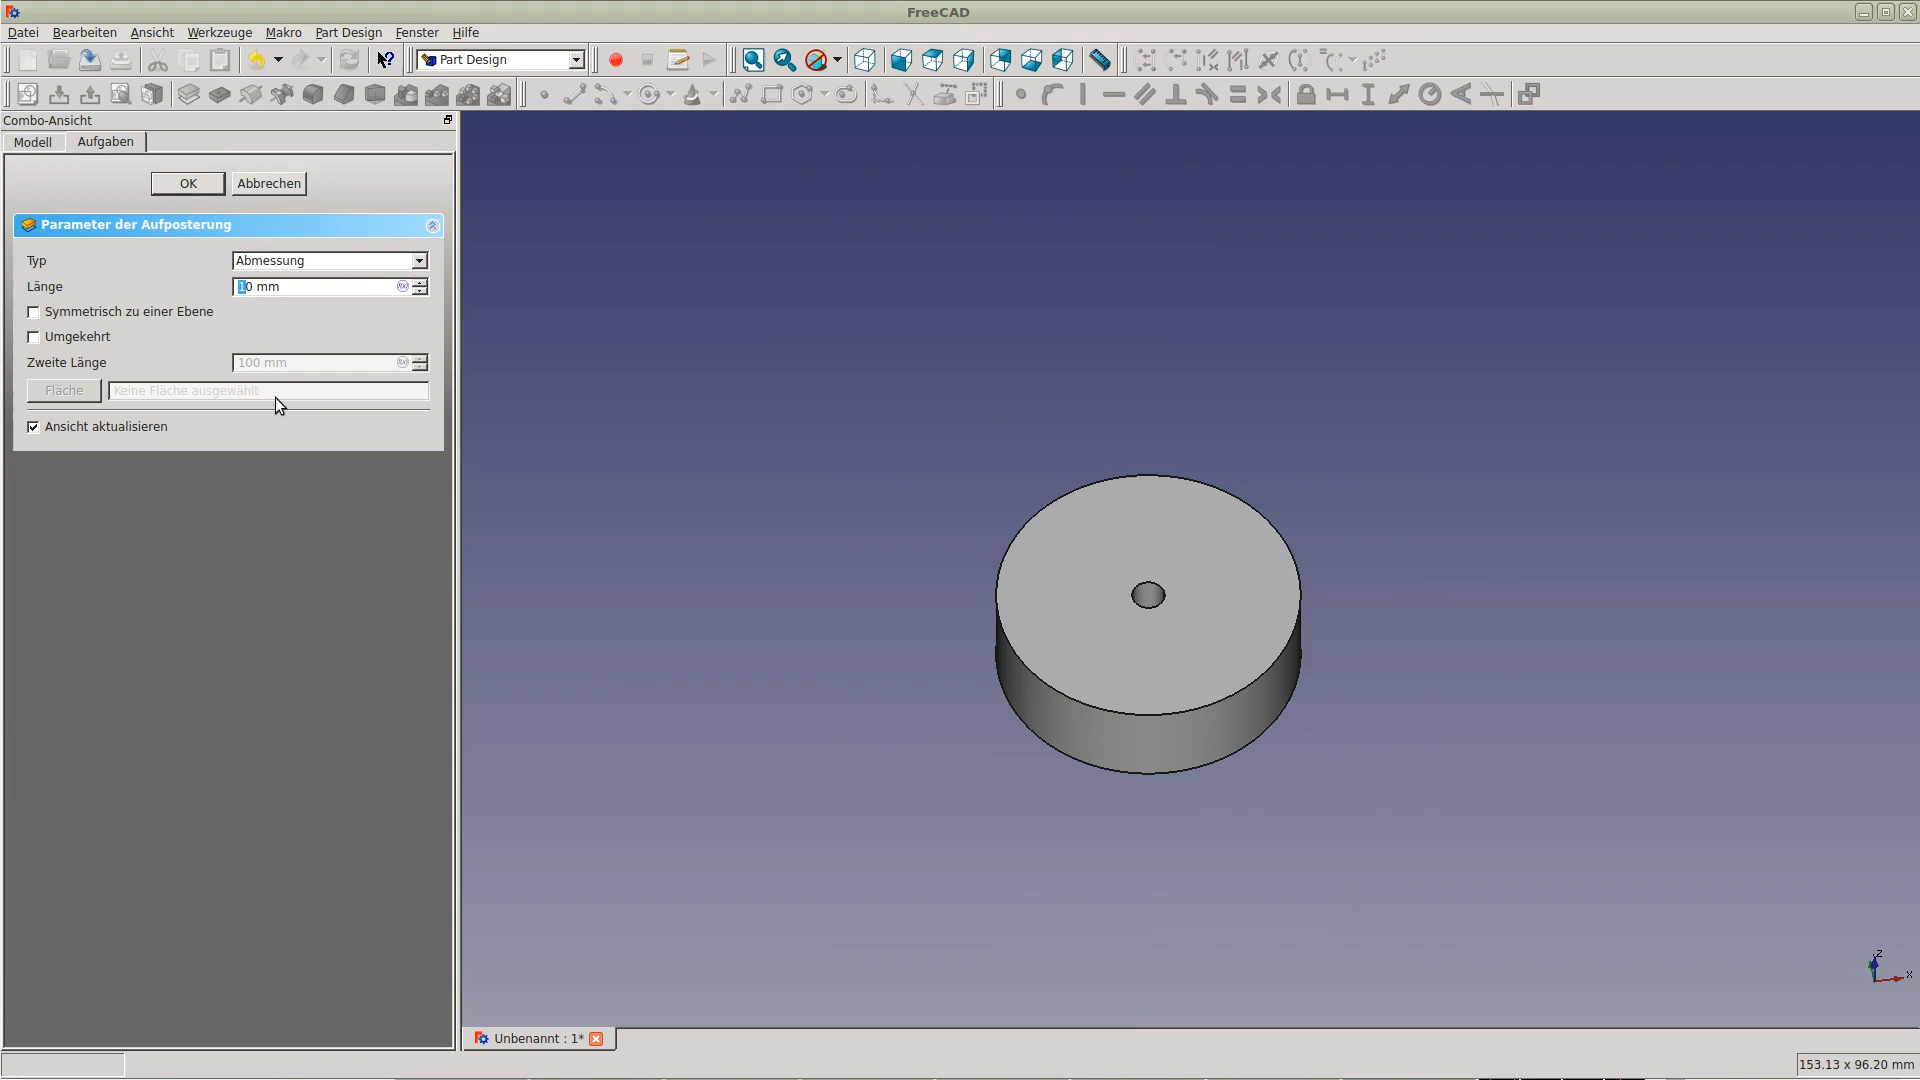 FreeCAD
Datei Bearbeiten Ansicht Werkzeuge Makro Part Design Fenster Hilfe
Part Design
Combo-Ansicht
Modell Aufgaben
OK Abbrechen
Parameter der Aufposterung
Typ Abmessung
Länge 10 mm
Symmetrisch zu einer Ebene
Umgekehrt
Zweite Länge 100 mm
Fläche Keine Fläche ausgewählt
Ansicht aktualisieren
Z
X
Unbenannt : 1*
153.13 x 96.20 mm